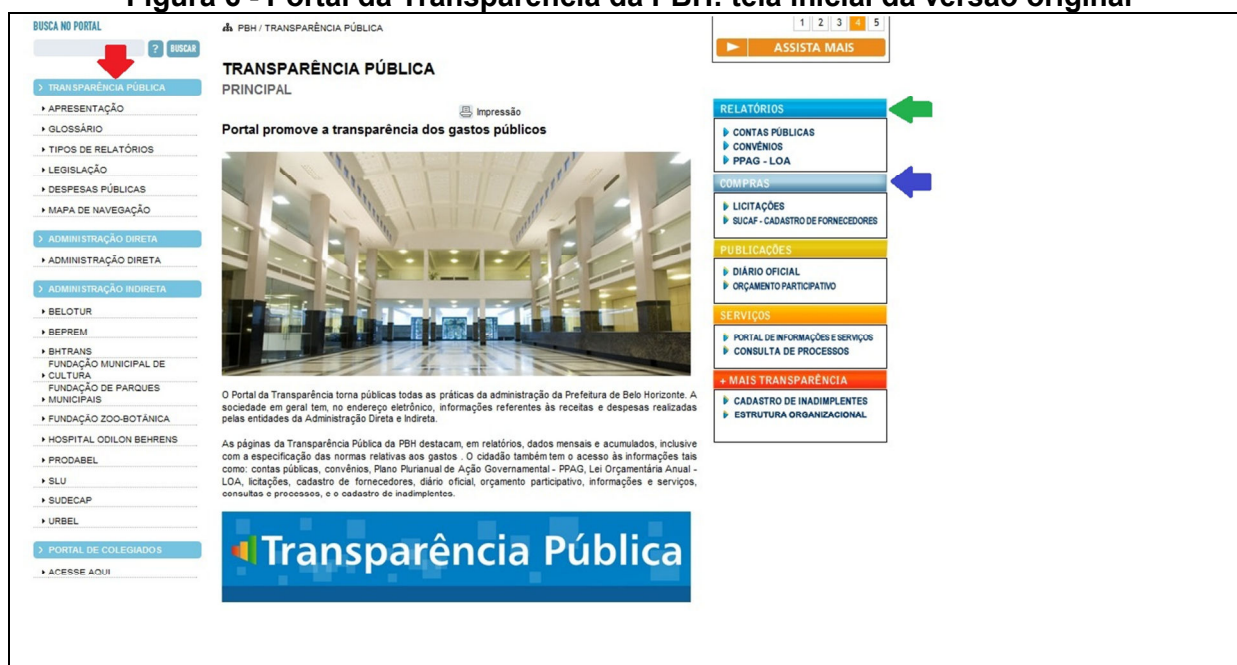 Figura 6 - Portal da Transparência da PBH: tela inicial da versão original
BUSCA NO PORTAL
? BUSCAR
> TRANSPARÊNCIA PÚBLICA
APRESENTAÇÃO
GLOSSÁRIO
TIPOS DE RELATÓRIOS
LEGISLAÇÃO
DESPESAS PÚBLICAS
MAPA DE NAVEGAÇÃO
> ADMINISTRAÇÃO DIRETA
ADMINISTRAÇÃO DIRETA
> ADMINISTRAÇÃO INDIRETA
BELOTUR
BEPREM
BHTRANS
FUNDAÇÃO MUNICIPAL DE
CULTURA
FUNDAÇÃO DE PARQUES
MUNICIPAIS
FUNDAÇÃO ZOO-BOTÂNICA
HOSPITAL ODILON BEHRENS
PRODABEL
SLU
SUDECAP
URBEL
> PORTAL DE COLEGIADOS
ACESSE AQUI
PBH / TRANSPARÊNCIA PÚBLICA
TRANSPARÊNCIA PÚBLICA
PRINCIPAL
Impressão
Portal promove a transparência dos gastos públicos
O Portal da Transparência torna públicas todas as práticas da administração da Prefeitura de Belo Horizonte. A
sociedade em geral tem, no endereço eletrônico, informações referentes às receitas e despesas realizadas
pelas entidades da Administração Direta e Indireta.
As páginas da Transparência Pública da PBH destacam, em relatórios, dados mensais e acumulados, inclusive
com a especificação das normas relativas aos gastos . O cidadão também tem o acesso às informações tais
como: contas públicas, convênios, Plano Plurianual de Ação Governamental - PPAG, Lei Orçamentária Anual -
LOA, licitações, cadastro de fornecedores, diário oficial, orçamento participativo, informações e serviços,
consultas e processos, e o cadastro de inadimplentes.
Transparência Pública
1 2 3 4 5
ASSISTA MAIS
RELATÓRIOS
CONTAS PÚBLICAS
CONVÊNIOS
PPAG - LOA
COMPRAS
LICITAÇÕES
SUCAF - CADASTRO DE FORNECEDORES
PUBLICAÇÕES
DIÁRIO OFICIAL
ORÇAMENTO PARTICIPATIVO
SERVIÇOS
PORTAL DE INFORMAÇÕES E SERVIÇOS
CONSULTA DE PROCESSOS
+ MAIS TRANSPARÊNCIA
CADASTRO DE INADIMPLENTES
ESTRUTURA ORGANIZACIONAL